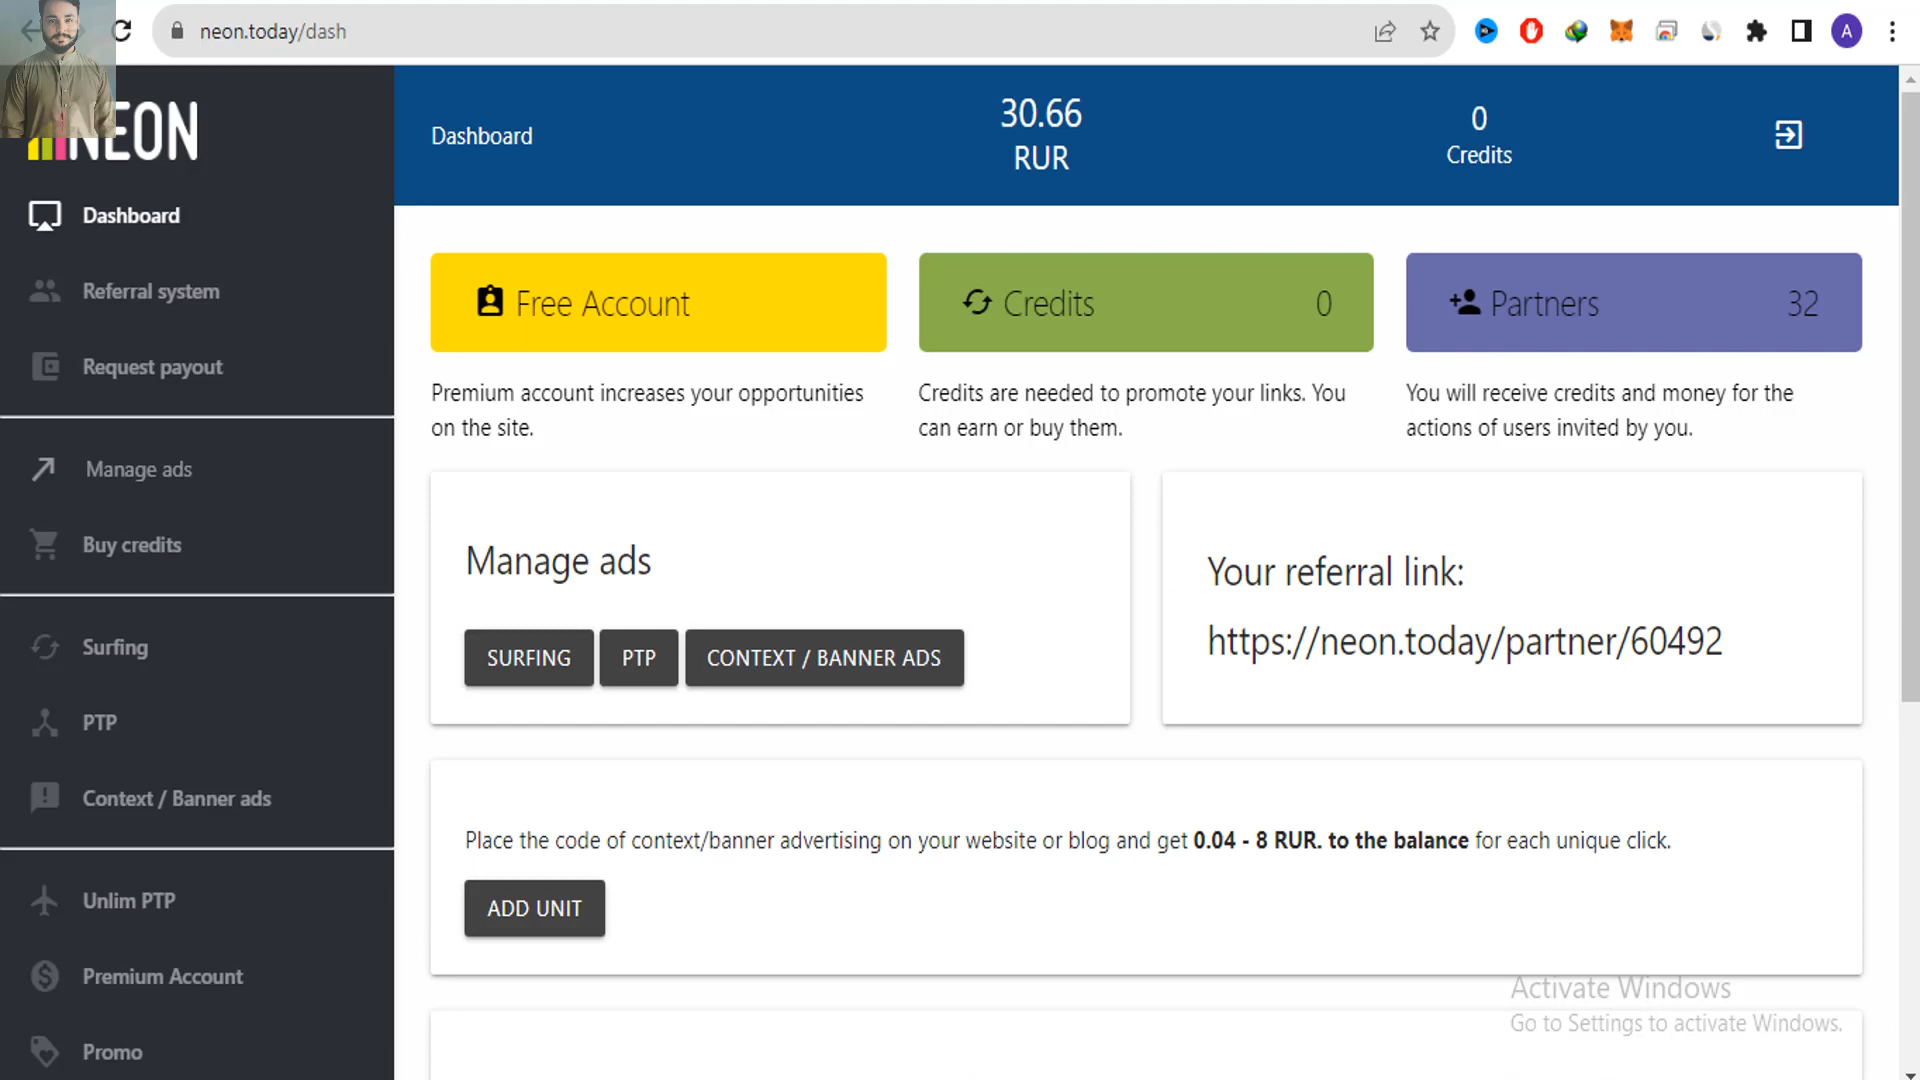 neon.today/dash
A
NEON
Dashboard
Referral system
Request payout
Manage ads
Buy credits
Surfing
PTP
Context / Banner ads
Unlim PTP
Premium Account
Promo
Dashboard
30.66
RUR
0
Credits
Free Account
Premium account increases your opportunities
on the site.
Credits 0
Credits are needed to promote your links. You
can earn or buy them.
Partners 32
You will receive credits and money for the
actions of users invited by you.
Manage ads
SURFING PTP CONTEXT / BANNER ADS
Your referral link:
https://neon.today/partner/60492
Place the code of context/banner advertising on your website or blog and get 0.04 - 8 RUR. to the balance for each unique click.
ADD UNIT
Activate Windows
Go to Settings to activate Windows.